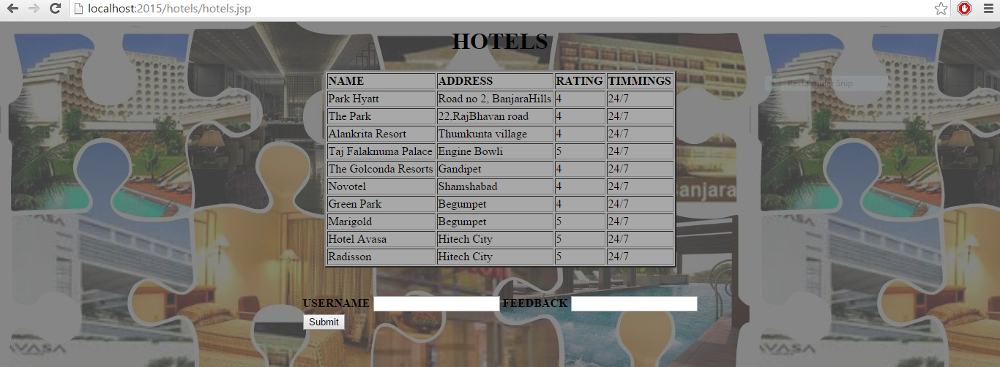 localhost:2015/hotels/hotels.jsp
HOTELS
NAME ADDRESS RATING TIMMINGS
Park Hyatt Road no 2, BanjaraHills 4 24/7
The Park 22,RajBhavan road 4 24/7
Alankrita Resort Thumkunta village 4 24/7
Taj Falaknuma Palace Engine Bowli 5 24/7
The Golconda Resorts Gandipet 4 24/7
Novotel Shamshabad 4 24/7
Green Park Begumpet 4 24/7
Marigold Begumpet 5 24/7
Hotel Avasa Hitech City 5 24/7
Radisson Hitech City 5 24/7
USERNAME FEEDBACK
Submit
Rectangular Snip
Banjara
AVASA
AVASA